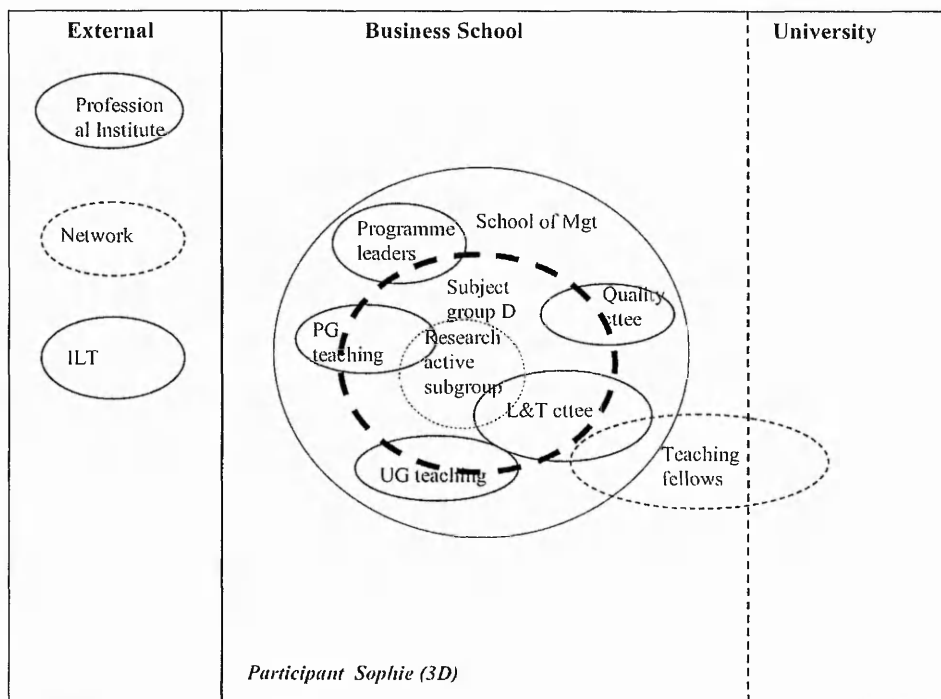 External
Business School
University
Profession
al Institute
Network
ILT
School of Mgt
Programme
leaders
Subject
group D
Quality
cttee
PG
teaching
Research
active
subgroup
L&T cttee
UG teaching
Teaching
fellows
Participant Sophie (3D)